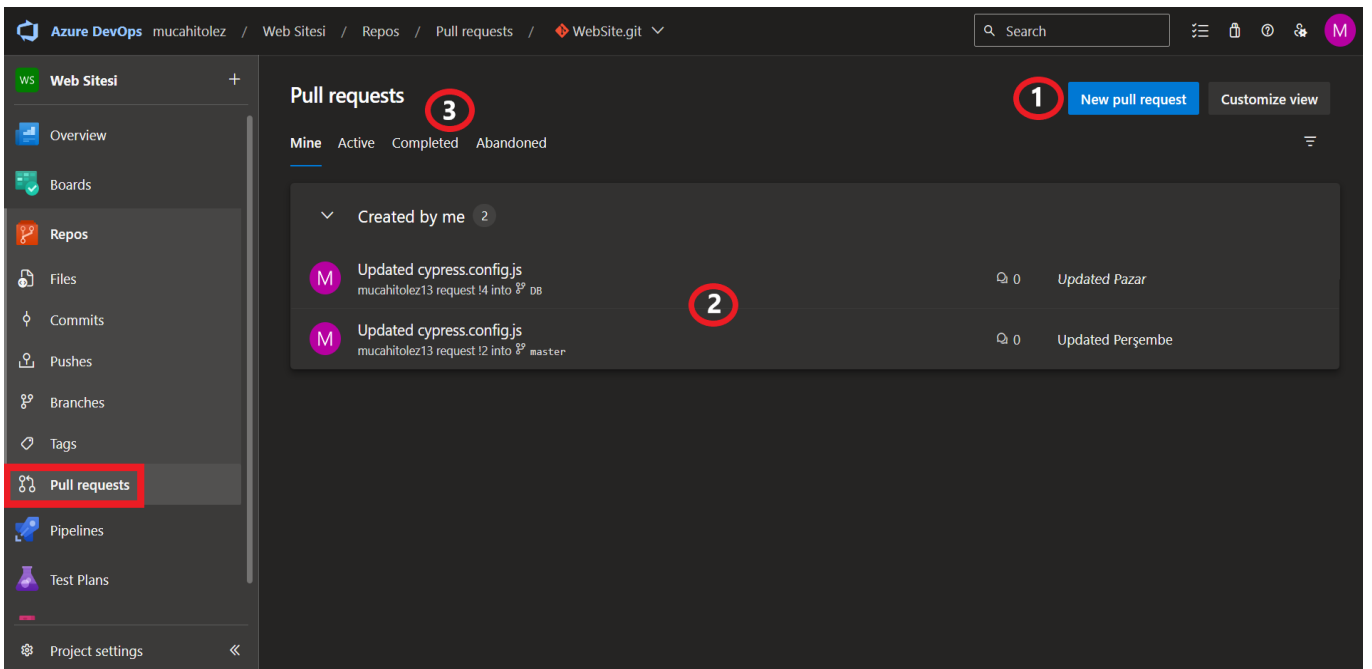 Azure DevOps mucahitolez / Web Sitesi / Repos / Pull requests / WebSite.git
Search
M
WS Web Sitesi +
Overview
Boards
Repos
Files
Commits
Pushes
Branches
Tags
Pull requests
Pipelines
Test Plans
Project settings
Pull requests
3
1
New pull request
Customize view
Mine Active Completed Abandoned
Created by me 2
M
Updated cypress.config.js
mucahitolez13 request !4 into DB
0
Updated Pazar
2
M
Updated cypress.config.js
mucahitolez13 request !2 into master
0
Updated Perşembe